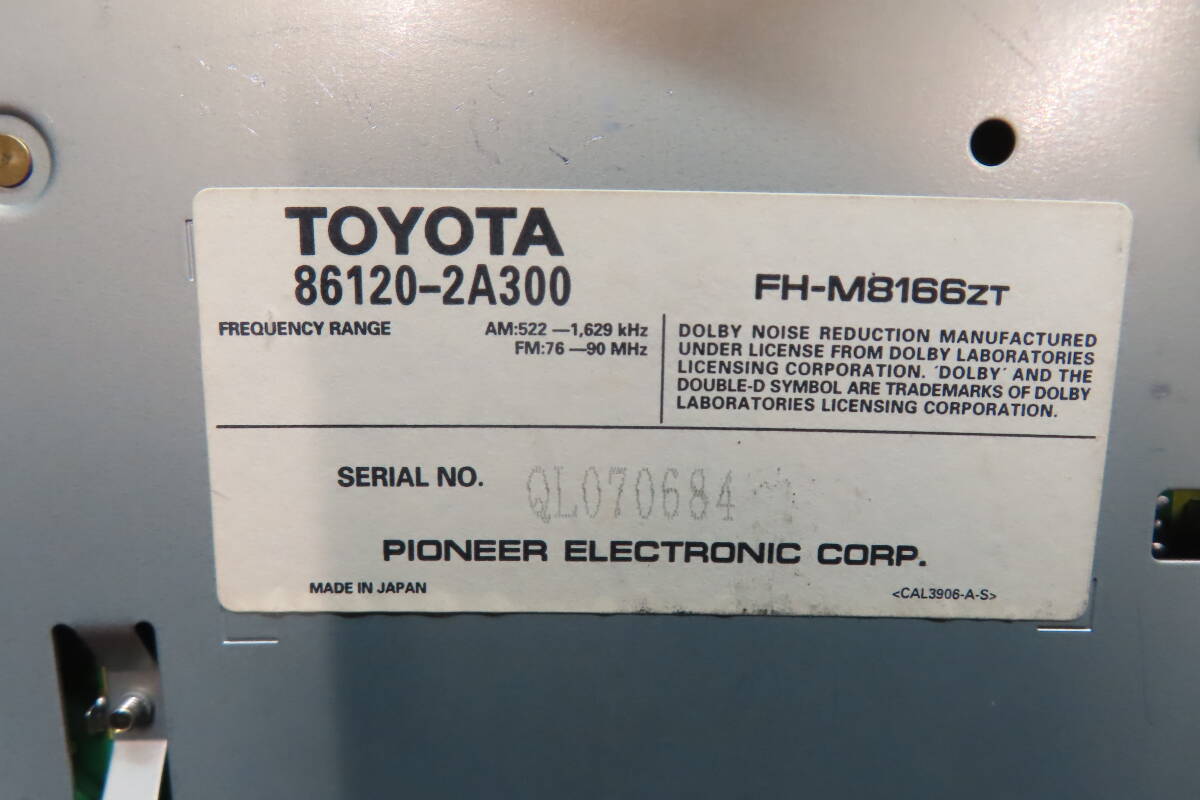 TOYOTA
86120-2A300
FH-M8166ZT
FREQUENCY RANGE AM:522 —1,629 kHz
FM:76 —90 MHz
DOLBY NOISE REDUCTION MANUFACTURED
UNDER LICENSE FROM DOLBY LABORATORIES
LICENSING CORPORATION. 'DOLBY' AND THE
DOUBLE-D SYMBOL ARE TRADEMARKS OF DOLBY
LABORATORIES LICENSING CORPORATION.
SERIAL NO. QL070684
PIONEER ELECTRONIC CORP.
MADE IN JAPAN <CAL3906-A-S>